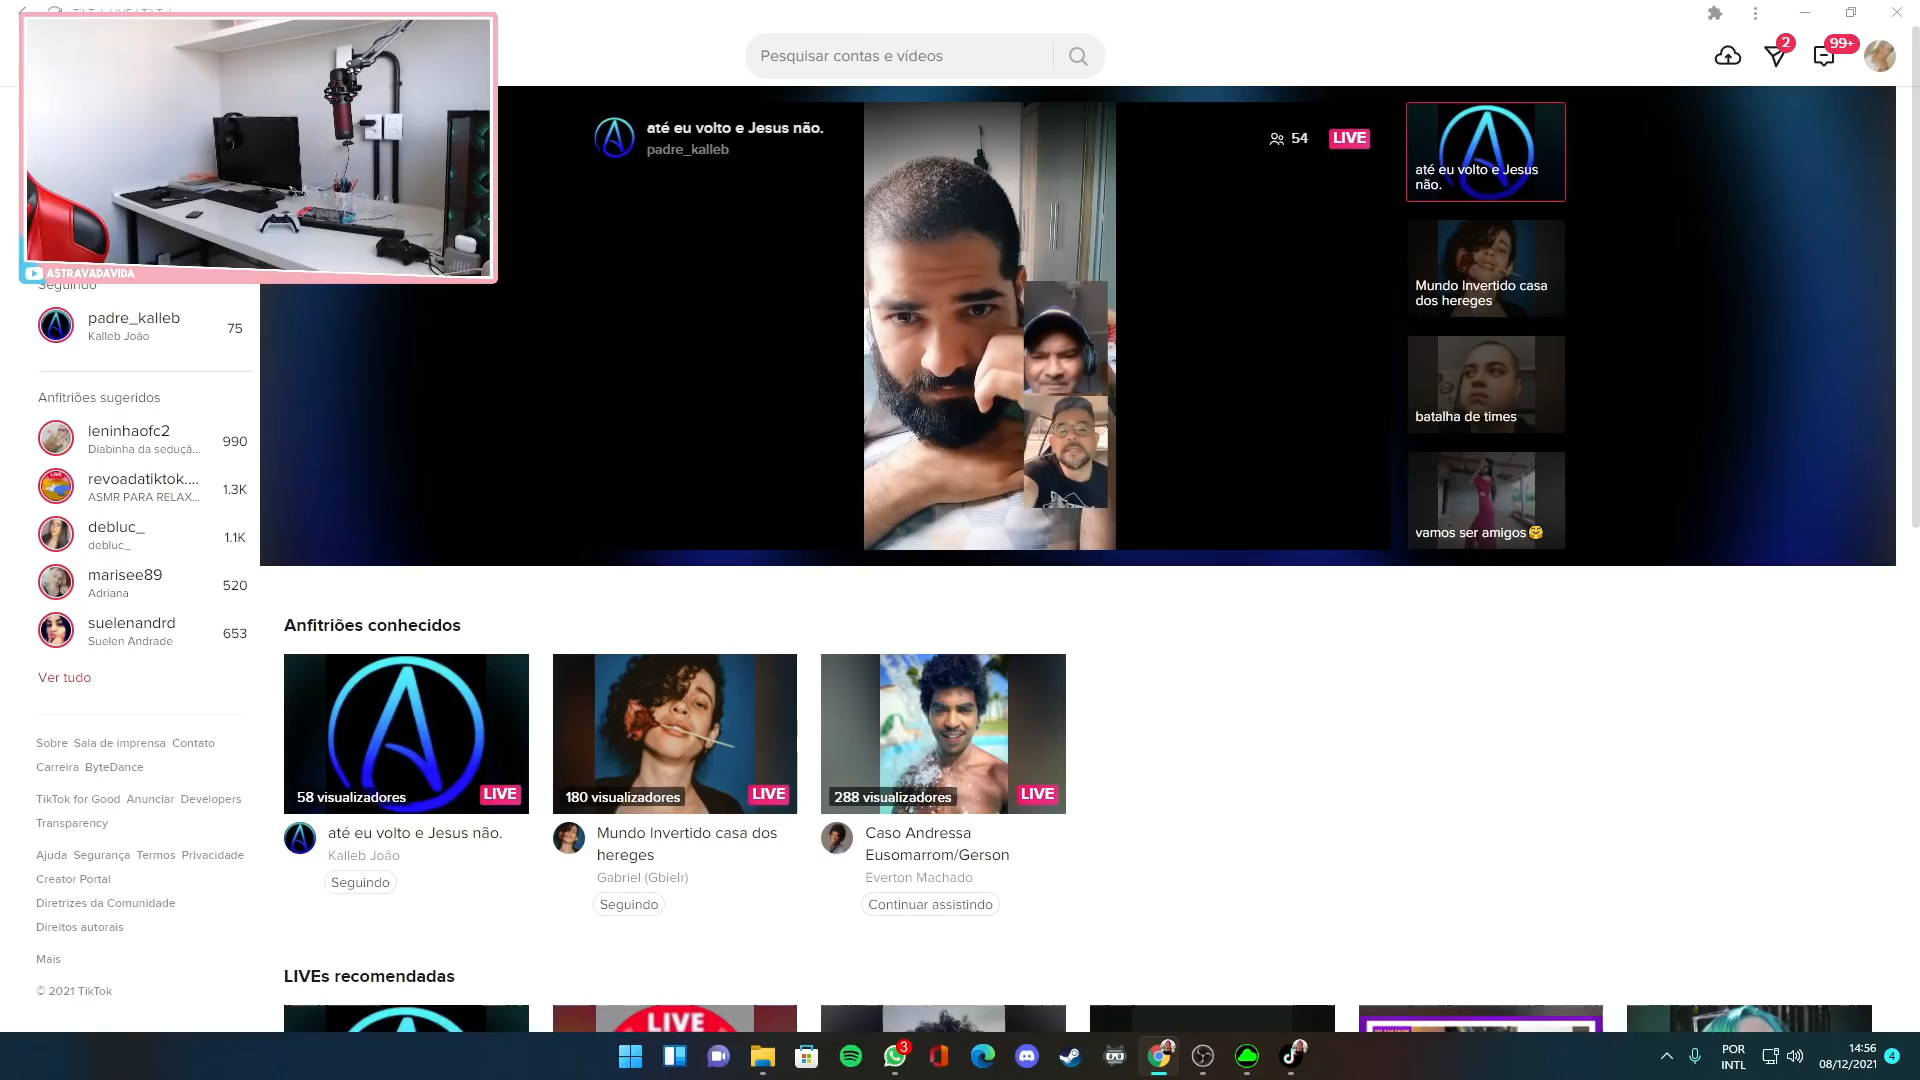 Pesquisar contas e vídeos
2
99+
ASTRAVADAVIDA
Seguindo
padre_kalleb
Kalleb João
75
Anfitriões sugeridos
leninhaofc2
Diabinha da seduçã...
990
revoadatiktok....
ASMR PARA RELAX...
1.3K
debluc_
debluc_
1.1K
marisee89
Adriana
520
suelenandrd
Suelen Andrade
653
Ver tudo
Sobre Sala de imprensa Contato
Carreira ByteDance
TikTok for Good Anunciar Developers
Transparency
Ajuda Segurança Termos Privacidade
Creator Portal
Diretrizes da Comunidade
Direitos autorais
Mais
© 2021 TikTok
até eu volto e Jesus não.
padre_kalleb
54
LIVE
até eu volto e Jesus
não.
Mundo Invertido casa
dos hereges
batalha de times
vamos ser amigos🤗
Anfitriões conhecidos
58 visualizadores
LIVE
até eu volto e Jesus não.
Kalleb João
Seguindo
180 visualizadores
LIVE
Mundo Invertido casa dos
hereges
Gabriel (Gbielr)
Seguindo
288 visualizadores
LIVE
Caso Andressa
Eusomarrom/Gerson
Everton Machado
Continuar assistindo
LIVEs recomendadas
LIVE
3
POR
INTL
14:56
08/12/2021
4